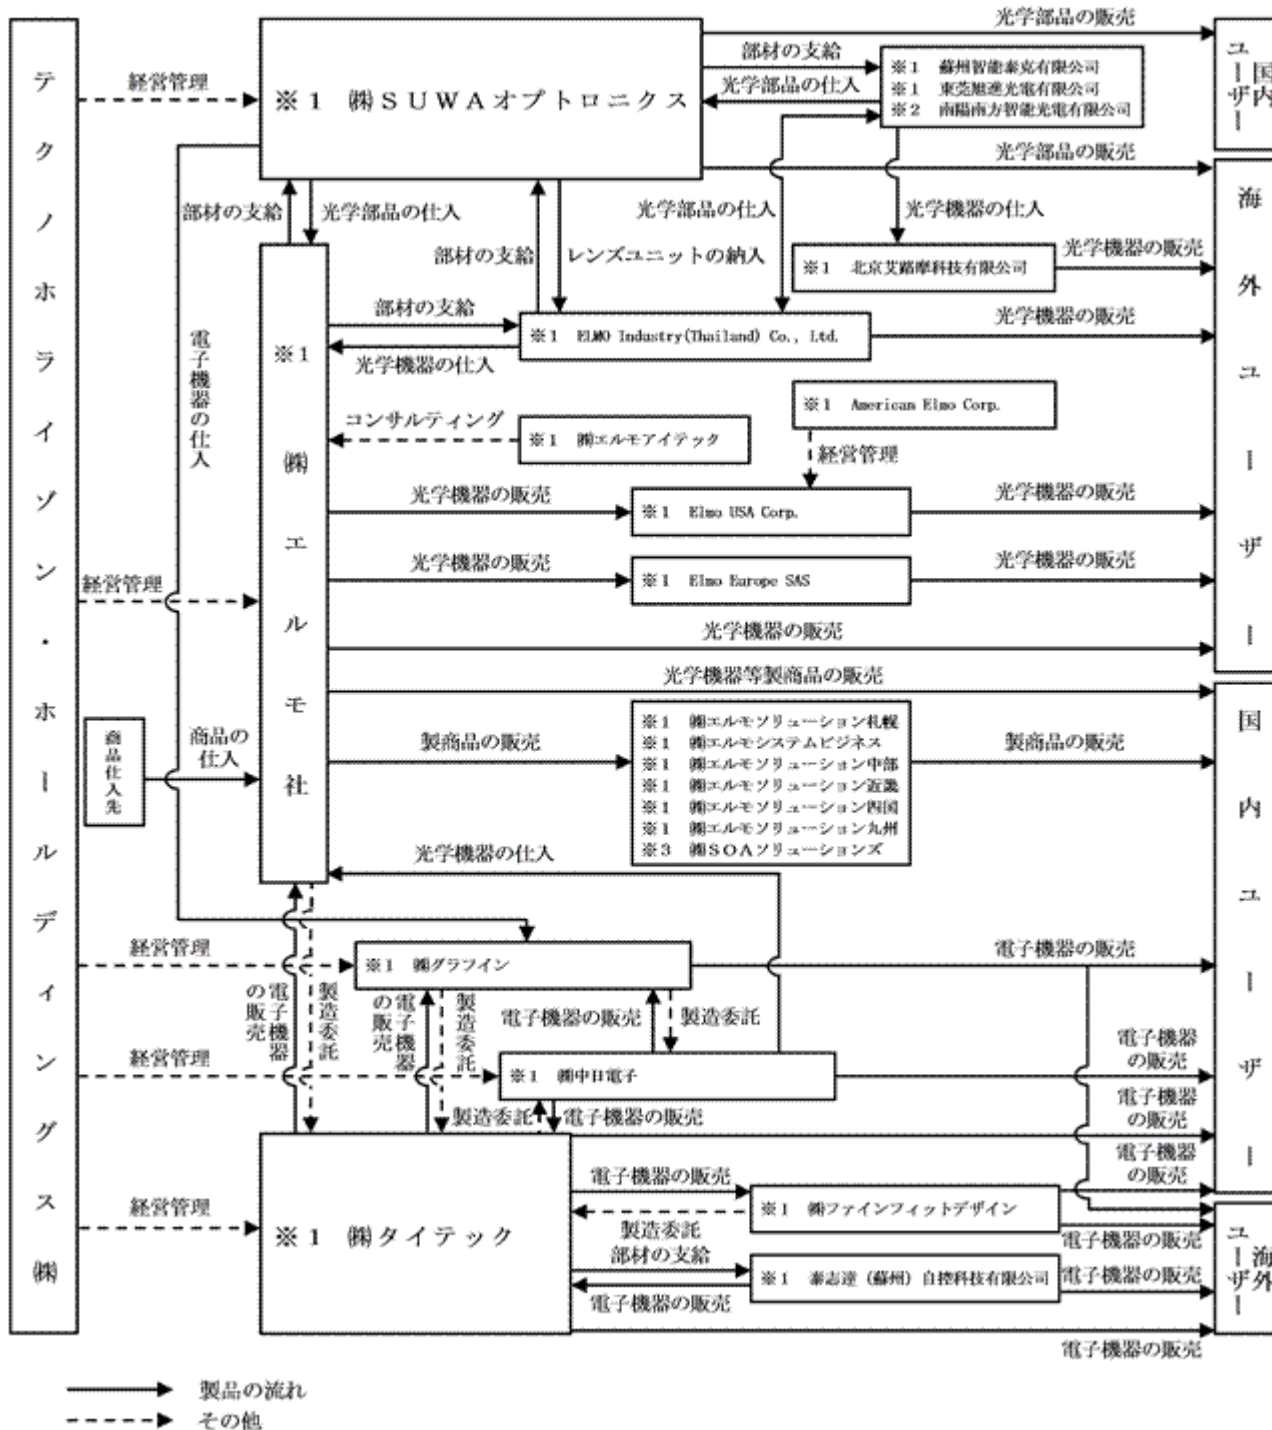 テクノホライゾン・ホールディングス㈱
経営管理
※1 ㈱SUWAオプトロニクス
光学部品の販売
国内ユーザー
部材の支給
光学部品の仕入
※1 蘇州智能泰克有限公司
※1 東莞旭進光電有限公司
※2 南陽南方智能光電有限公司
光学部品の販売
海外ユーザー
部材の支給
光学部品の仕入
部材の支給
レンズユニットの納入
光学部品の仕入
光学機器の仕入
※1 北京艾路摩科技有限公司
光学機器の販売
電子機器の仕入
※1 ㈱エルモ社
部材の支給
光学機器の仕入
※1 ELMO Industry(Thailand) Co., Ltd.
光学機器の販売
※1 American Elmo Corp.
コンサルティング
※1 ㈱エルモアイテック
経営管理
光学機器の販売
※1 Elmo USA Corp.
光学機器の販売
経営管理
光学機器の販売
※1 Elmo Europe SAS
光学機器の販売
光学機器の販売
光学機器等製商品の販売
国内ユーザー
商品仕入先
商品の
仕入
製商品の販売
※1 ㈱エルモソリューション札幌
※1 ㈱エルモシステムビジネス
※1 ㈱エルモソリューション中部
※1 ㈱エルモソリューション近畿
※1 ㈱エルモソリューション四国
※1 ㈱エルモソリューション九州
※3 ㈱SOAソリューションズ
製商品の販売
光学機器の仕入
経営管理
※1 ㈱グラフイン
電子機器の販売
電子機器
の販売
製造委託
電子機器
の販売
製造委託
電子機器の販売
製造委託
経営管理
※1 ㈱中日電子
電子機器
の販売
製造委託
電子機器の販売
電子機器
の販売
経営管理
※1 ㈱タイテック
電子機器の販売
製造委託
※1 ㈱ファインフィットデザイン
電子機器
の販売
電子機器の販売
海外ユーザー
部材の支給
電子機器の販売
※1 泰志達（蘇州）自控科技有限公司
電子機器の販売
電子機器の販売
製品の流れ
その他